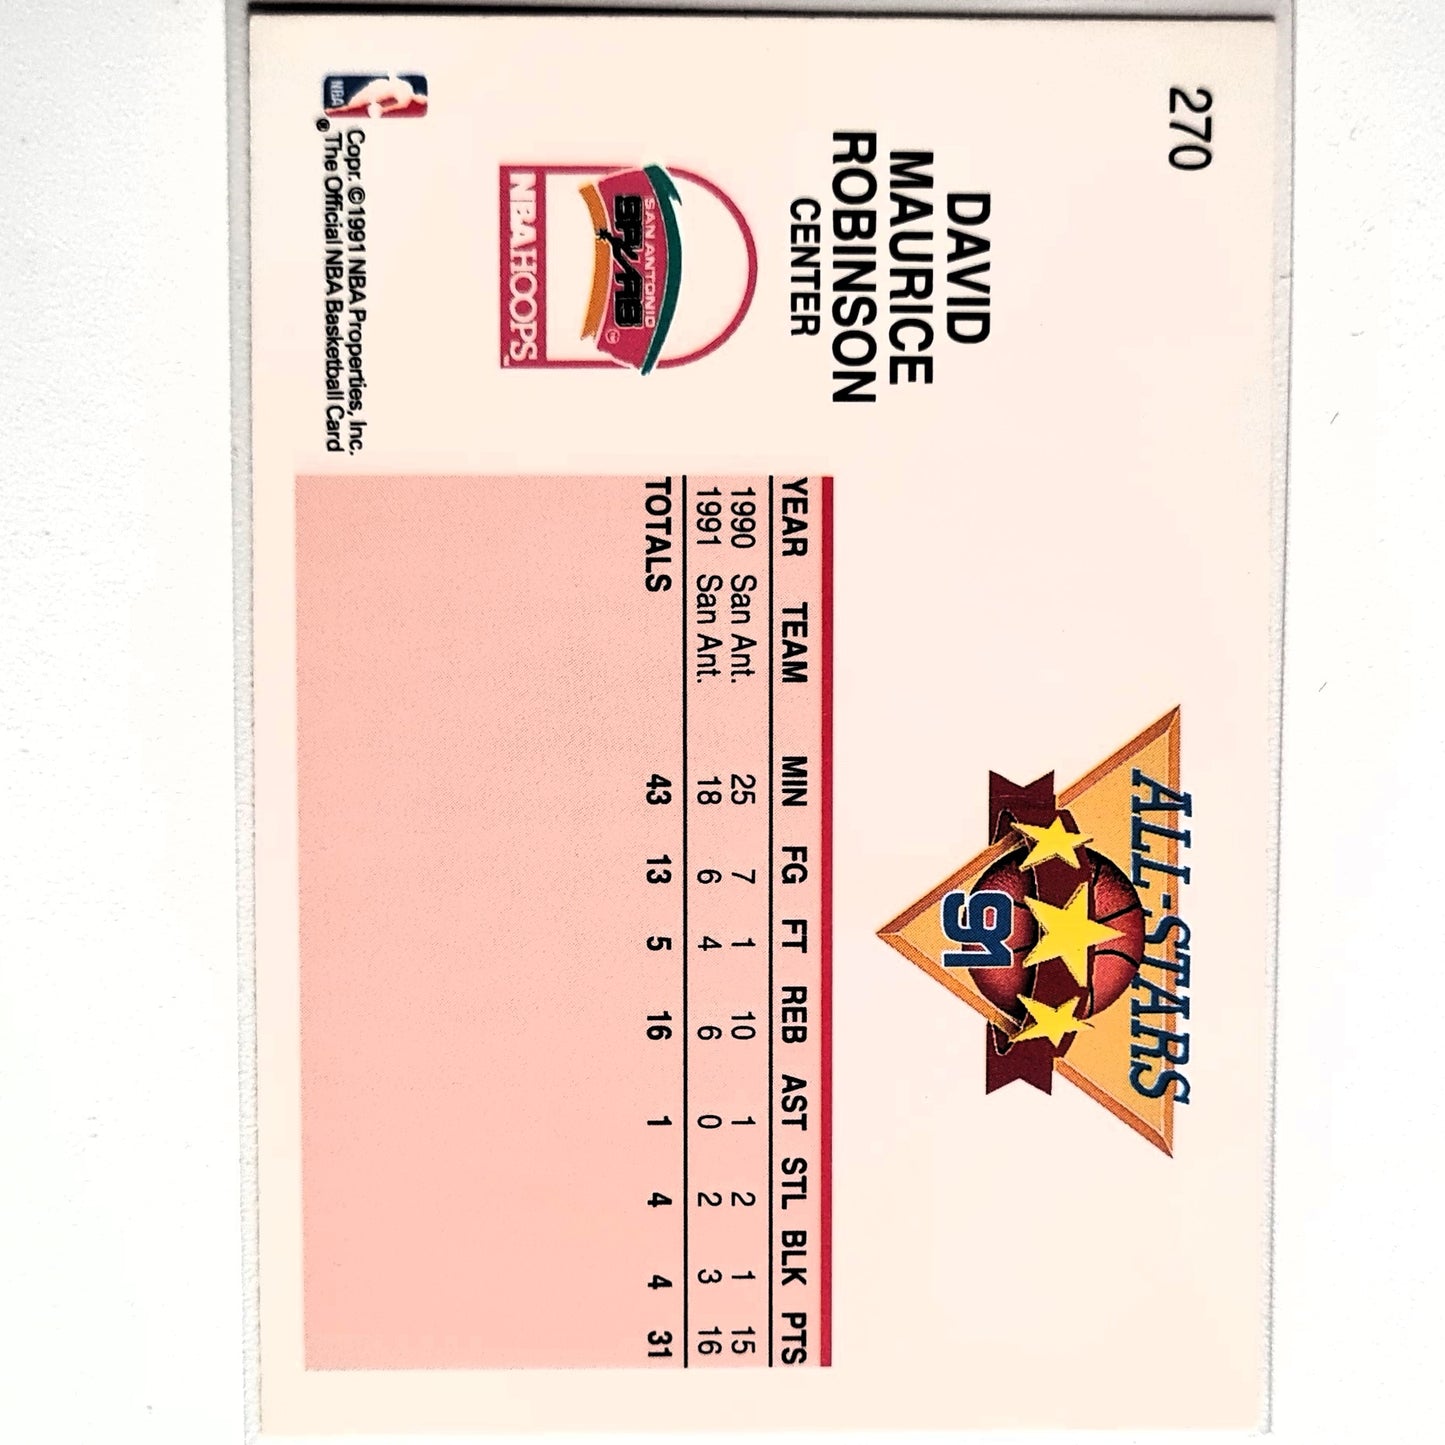 270
ALL-STARS
91
DAVID
MAURICE
ROBINSON
CENTER
SAN ANTONIO
SPURS
TM
NBA HOOPS
TM
YEAR TEAM MIN FG FT REB AST STL BLK PTS
1990 San Ant. 25 7 1 10 1 2 1 15
1991 San Ant. 18 6 4 6 0 2 3 16
TOTALS 43 13 5 16 1 4 4 31
NBA
®
Copr. ©1991 NBA Properties, Inc.
The Official NBA Basketball Card